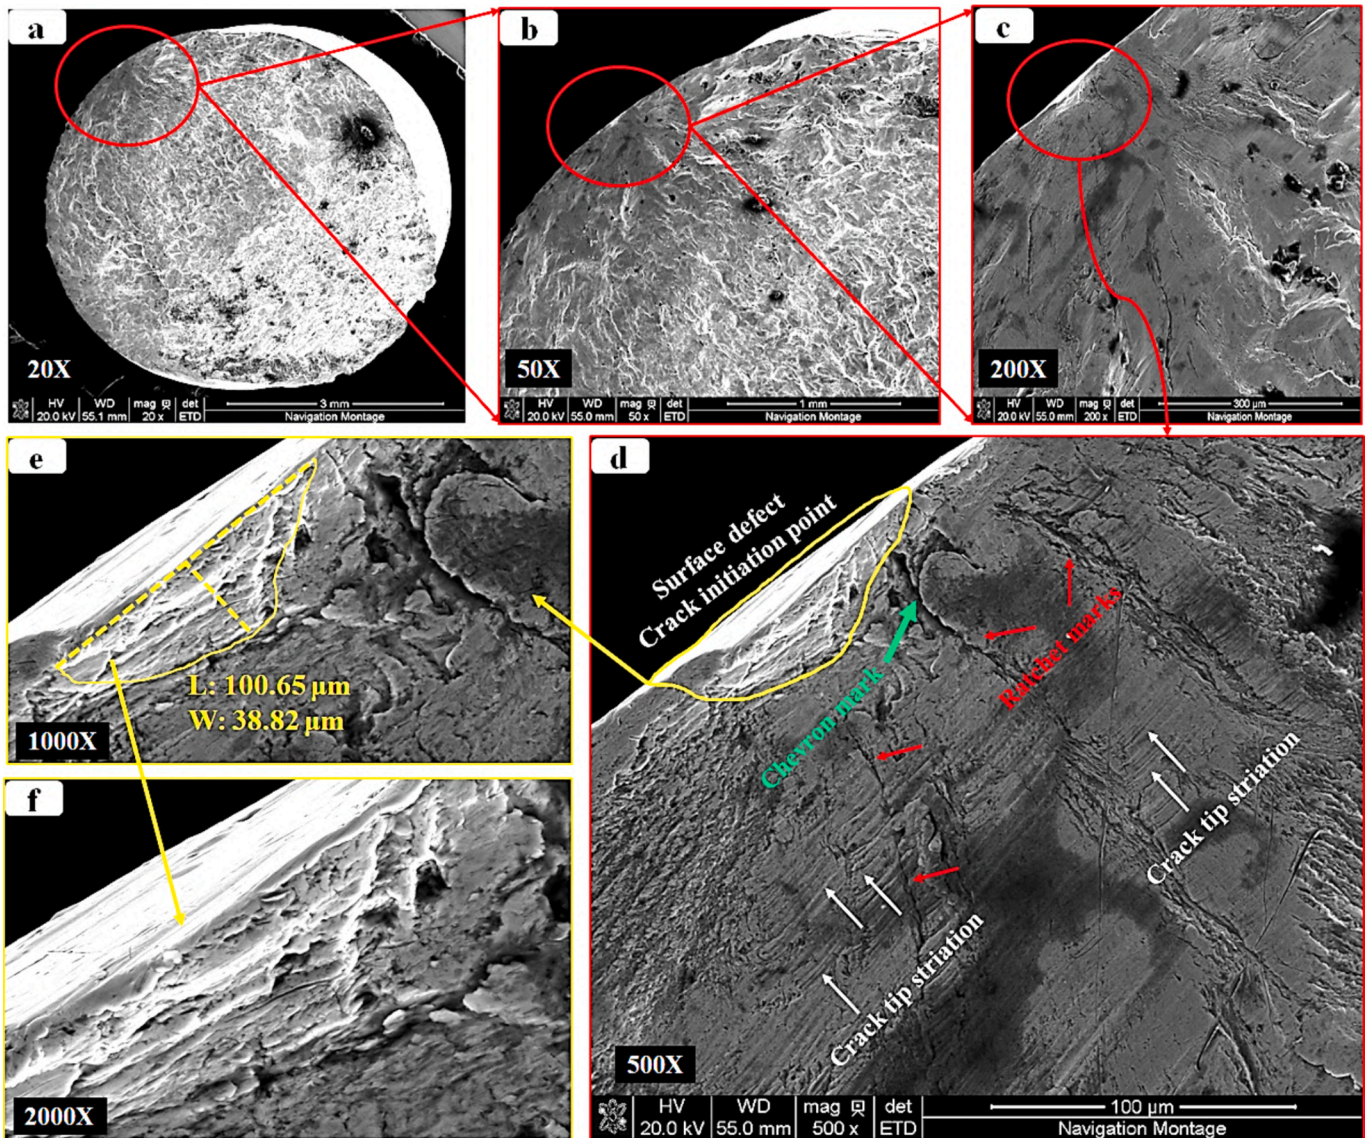 a
20X
HV WD mag det
20.0 kV 55.1 mm 20 x ETD
3 mm
Navigation Montage
b
50X
HV WD mag det
20.0 kV 55.0 mm 50 x ETD
1 mm
Navigation Montage
c
200X
HV WD mag det
20.0 kV 55.0 mm 200 x ETD
300 µm
Navigation Montage
e
L: 100.65 µm
W: 38.82 µm
1000X
d
Surface defect
Crack initiation point
Chevron mark
Ratchet marks
Crack tip striation
Crack tip striation
500X
HV WD mag det
20.0 kV 55.0 mm 500 x ETD
100 µm
Navigation Montage
f
2000X